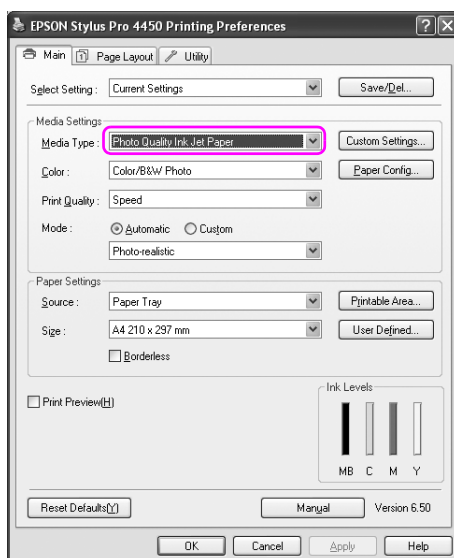 EPSON Stylus Pro 4450 Printing Preferences
Main Page Layout Utility
Select Setting : Current Settings Save/Del...
Media Settings
Media Type : Photo Quality Ink Jet Paper Custom Settings...
Color : Color/B&W Photo Paper Config...
Print Quality : Speed
Mode : Automatic Custom
Photo-realistic
Paper Settings
Source : Paper Tray Printable Area...
Size : A4 210 x 297 mm User Defined...
Borderless
Print Preview(H)
Ink Levels
MB C M Y
Reset Defaults(Y) Manual Version 6.50
OK Cancel Apply Help